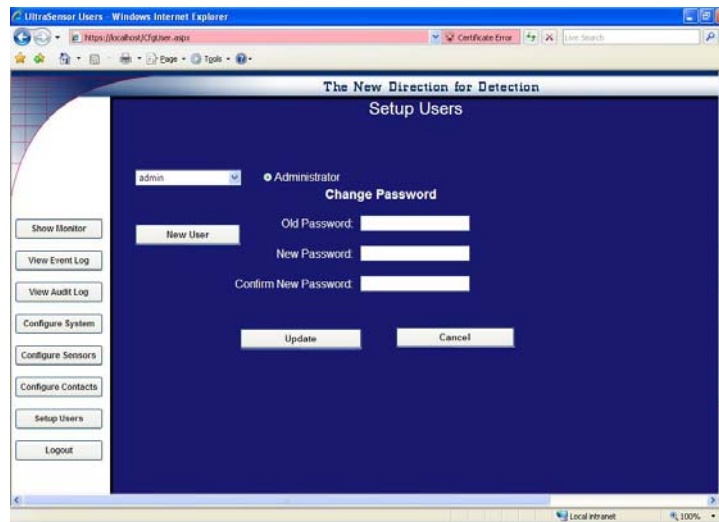 UltraSensor Users - Windows Internet Explorer
https://localhost/CfgUser.aspx
Certificate Error
Live Search
Page
Tools
The New Direction for Detection
Setup Users
admin
Administrator
Change Password
Show Monitor
New User
Old Password:
View Event Log
New Password:
View Audit Log
Confirm New Password:
Configure System
Update
Cancel
Configure Sensors
Configure Contacts
Setup Users
Logout
Local intranet
100%